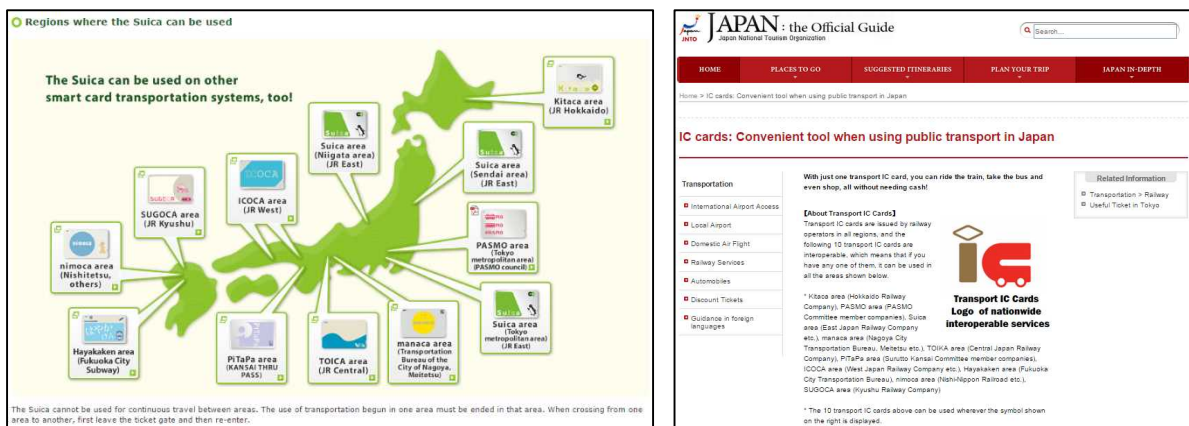 Regions where the Suica can be used
The Suica can be used on other
smart card transportation systems, too!
Kitaca area
(JR Hokkaido)
Suica area
(Niigata area)
(JR East)
Suica area
(Sendai area)
(JR East)
ICOCA area
(JR West)
SUGOCA area
(JR Kyushu)
PASMO area
(Tokyo
metropolitan area)
(PASMO council)
nimoca area
(Nishitetsu,
others)
Suica area
(Tokyo
metropolitan area)
(JR East)
Hayakaken area
(Fukuoka City
Subway)
PiTaPa area
(KANSAI THRU
PASS)
TOICA area
(JR Central)
manaca area
(Transportation
Bureau of the
City of Nagoya,
Meitetsu)
The Suica cannot be used for continuous travel between areas. The use of transportation begun in one area must be ended in that area. When crossing from one
area to another, first leave the ticket gate and then re-enter.
JNTO
JAPAN: the Official Guide
Japan National Tourism Organization
Search...
HOME PLACES TO GO SUGGESTED ITINERARIES PLAN YOUR TRIP JAPAN IN-DEPTH
Home > IC cards: Convenient tool when using public transport in Japan
IC cards: Convenient tool when using public transport in Japan
Transportation
International Airport Access
Local Airport
Domestic Air Flight
Railway Services
Automobiles
Discount Tickets
Guidance in foreign
languages
With just one transport IC card, you can ride the train, take the bus and
even shop, all without needing cash!
【About Transport IC Cards】
Transport IC cards are issued by railway
operators in all regions, and the
following 10 transport IC cards are
interoperable, which means that if you
have any one of them, it can be used in
all the areas shown below.
* Kitaca area (Hokkaido Railway
Company), PASMO area (PASMO
Committee member companies), Suica
area (East Japan Railway Company
etc.), manaca area (Nagoya City
Transportation Bureau, Meitetsu etc.), TOIKA area (Central Japan Railway
Company), PiTaPa area (Surutto Kansai Committee member companies),
ICOCA area (West Japan Railway Company etc.), Hayakaken area (Fukuoka
City Transportation Bureau), nimoca area (Nishi-Nippon Railroad etc.),
SUGOCA area (Kyushu Railway Company)
* The 10 transport IC cards above can be used wherever the symbol shown
on the right is displayed.
Transport IC Cards
Logo of nationwide
interoperable services
Related Information
Transportation > Railway
Useful Ticket in Tokyo